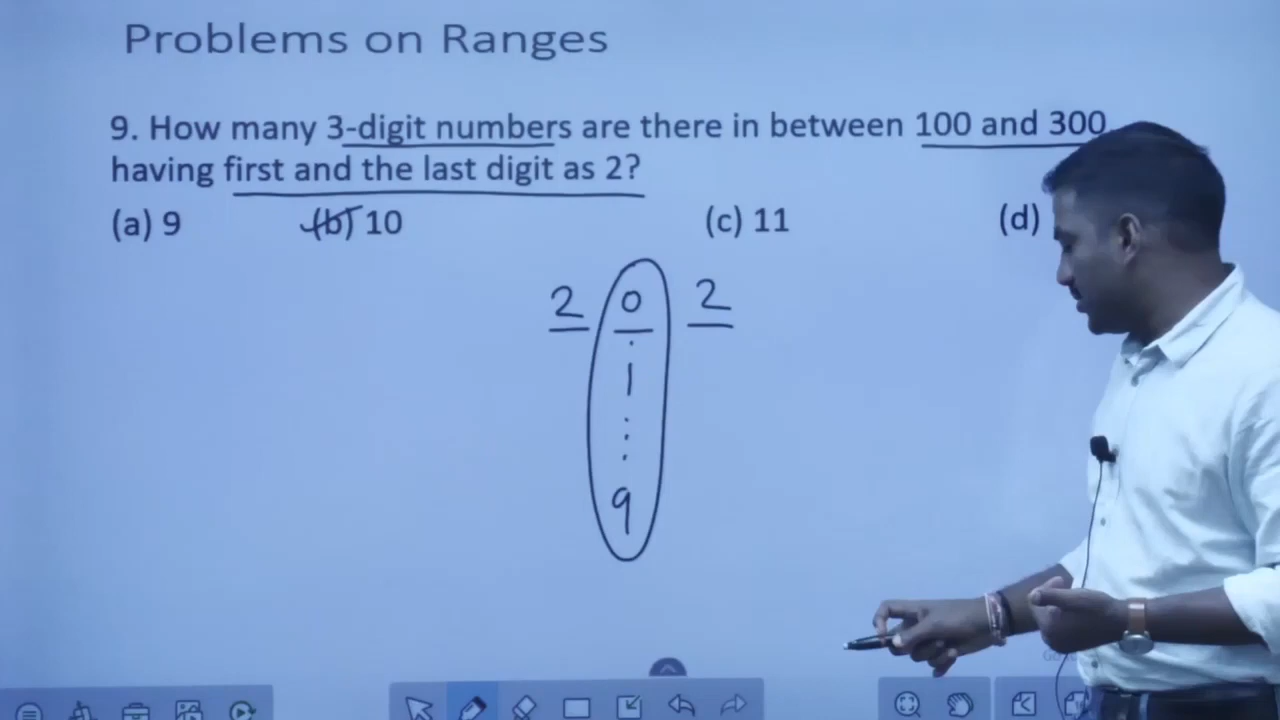 Problems on Ranges
9. How many 3-digit numbers are there in between 100 and 300
having first and the last digit as 2?
(a) 9 (b) 10 (c) 11 (d)
2 0 2
1
9